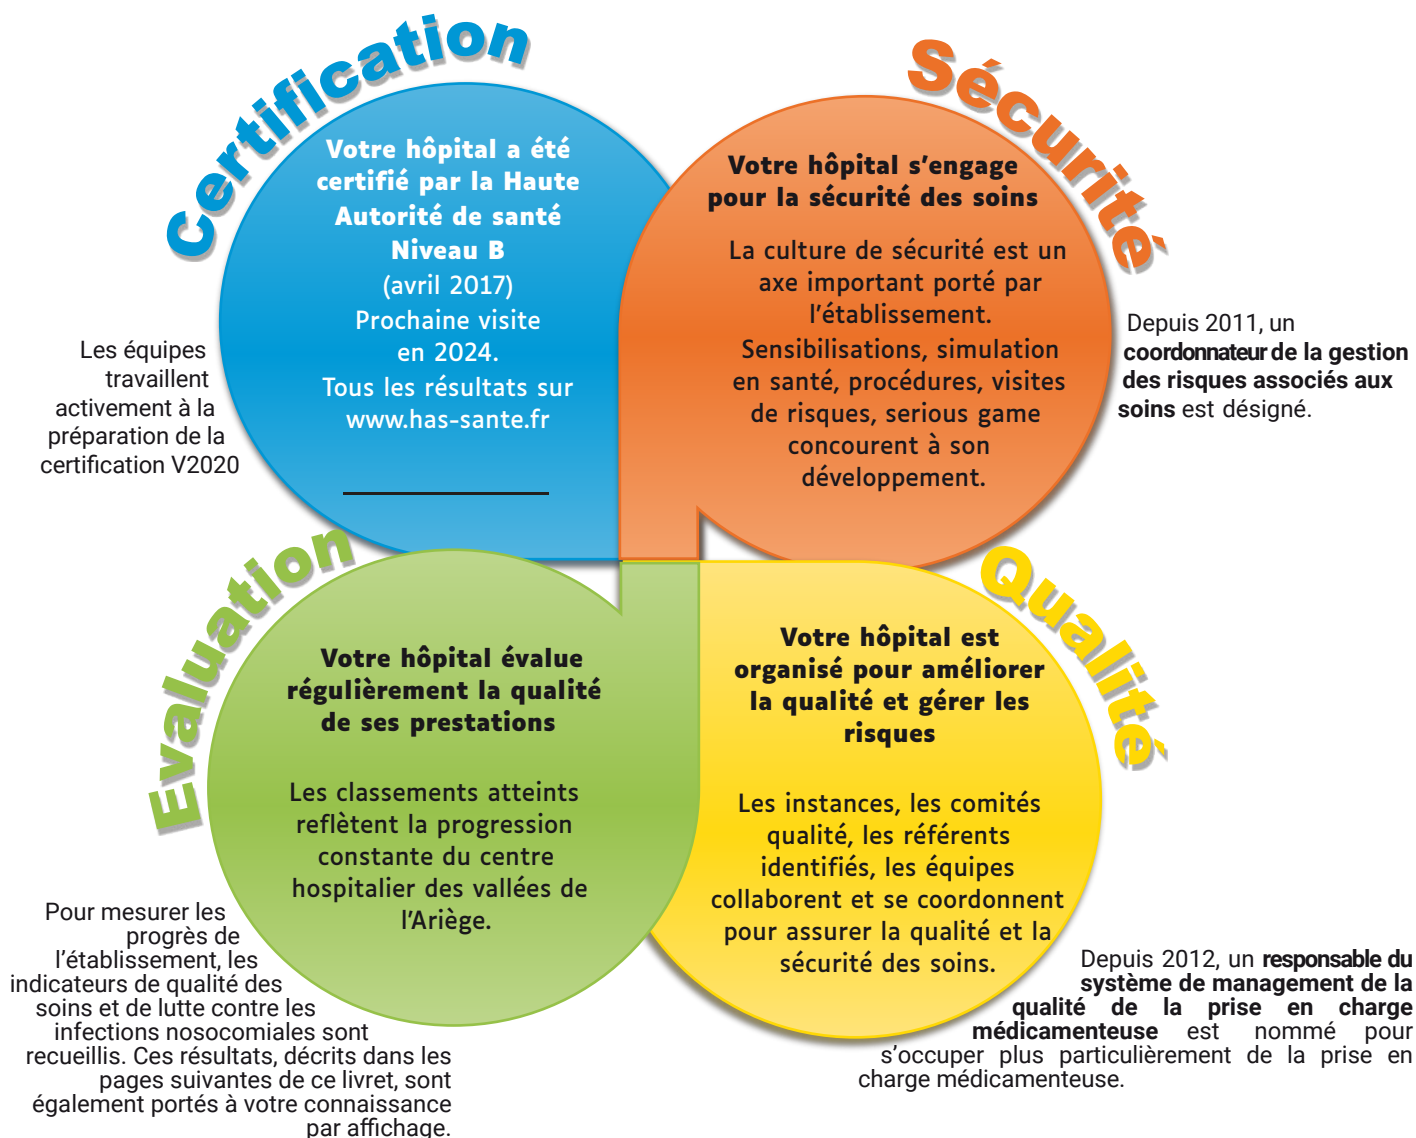 Certification
Votre hôpital a été
certifié par la Haute
Autorité de santé
Niveau B
(avril 2017)
Prochaine visite
en 2024.
Tous les résultats sur
www.has-sante.fr
Les équipes
travaillent
activement à la
préparation de la
certification V2020
Sécurité
Votre hôpital s’engage
pour la sécurité des soins
La culture de sécurité est un
axe important porté par
l’établissement.
Sensibilisations, simulation
en santé, procédures, visites
de risques, serious game
concourent à son
développement.
Depuis 2011, un
coordonnateur de la gestion
des risques associés aux
soins est désigné.
Evaluation
Votre hôpital évalue
régulièrement la qualité
de ses prestations
Les classements atteints
reflètent la progression
constante du centre
hospitalier des vallées de
l’Ariège.
Pour mesurer les
progrès de
l’établissement, les
indicateurs de qualité des
soins et de lutte contre les
infections nosocomiales sont
recueillis. Ces résultats, décrits dans les
pages suivantes de ce livret, sont
également portés à votre connaissance
par affichage.
Qualité
Votre hôpital est
organisé pour améliorer
la qualité et gérer les
risques
Les instances, les comités
qualité, les référents
identifiés, les équipes
collaborent et se coordonnent
pour assurer la qualité et la
sécurité des soins.
Depuis 2012, un responsable du
système de management de la
qualité de la prise en charge
médicamenteuse est nommé pour
s’occuper plus particulièrement de la prise en
charge médicamenteuse.